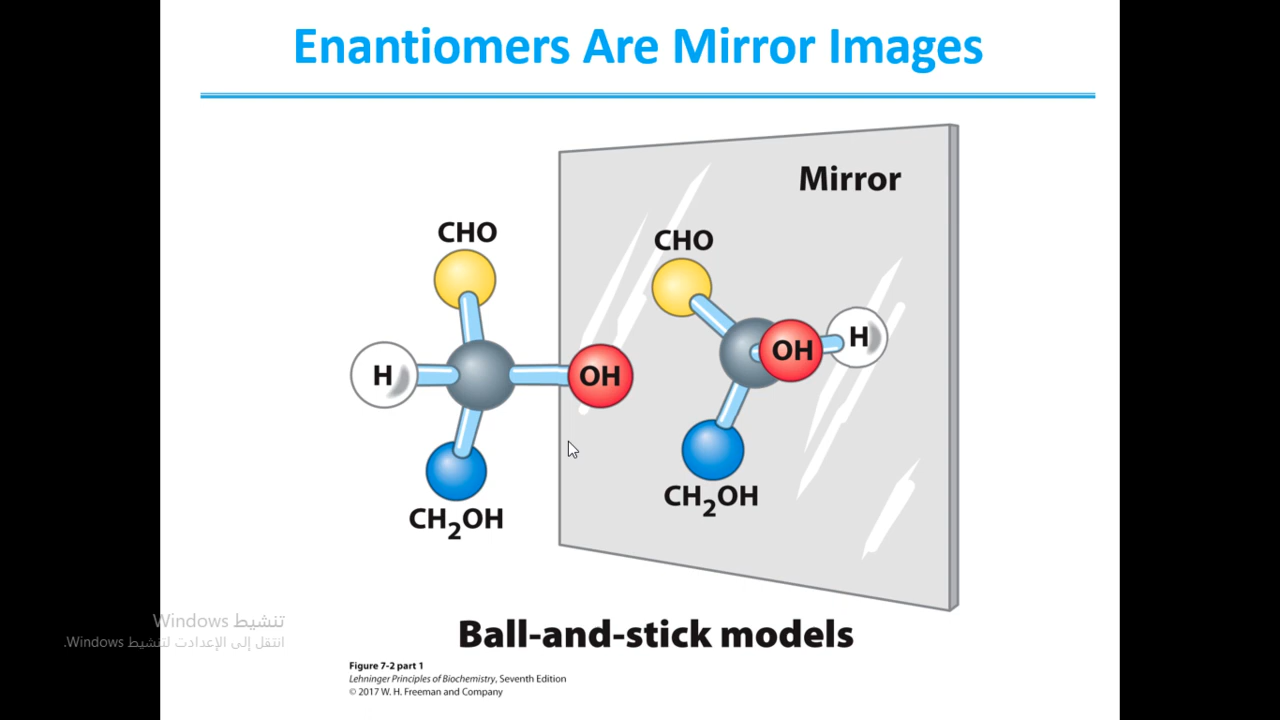 Enantiomers Are Mirror Images
Mirror
CHO
CHO
H
OH
OH
H
CH₂OH
CH₂OH
تنشيط Windows
انتقل إلى الإعدادت لتنشيط Windows.
Ball-and-stick models
Figure 7-2 part 1
Lehninger Principles of Biochemistry, Seventh Edition
© 2017 W. H. Freeman and Company